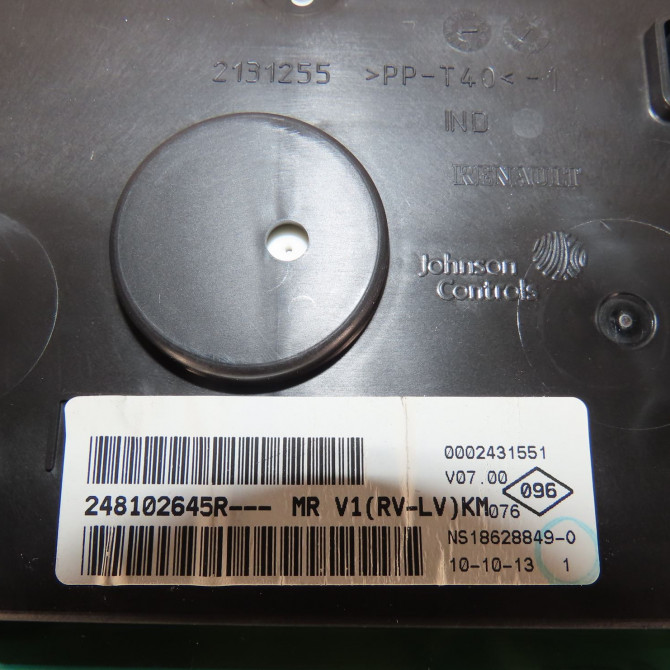 2131255 >PP-T40<-1
IND
RENAULT
Johnson
Controls
0002431551
V07.00
096
248102645R--- MR V1(RV-LV)KM
076
NS18628849-0
10-10-13 1